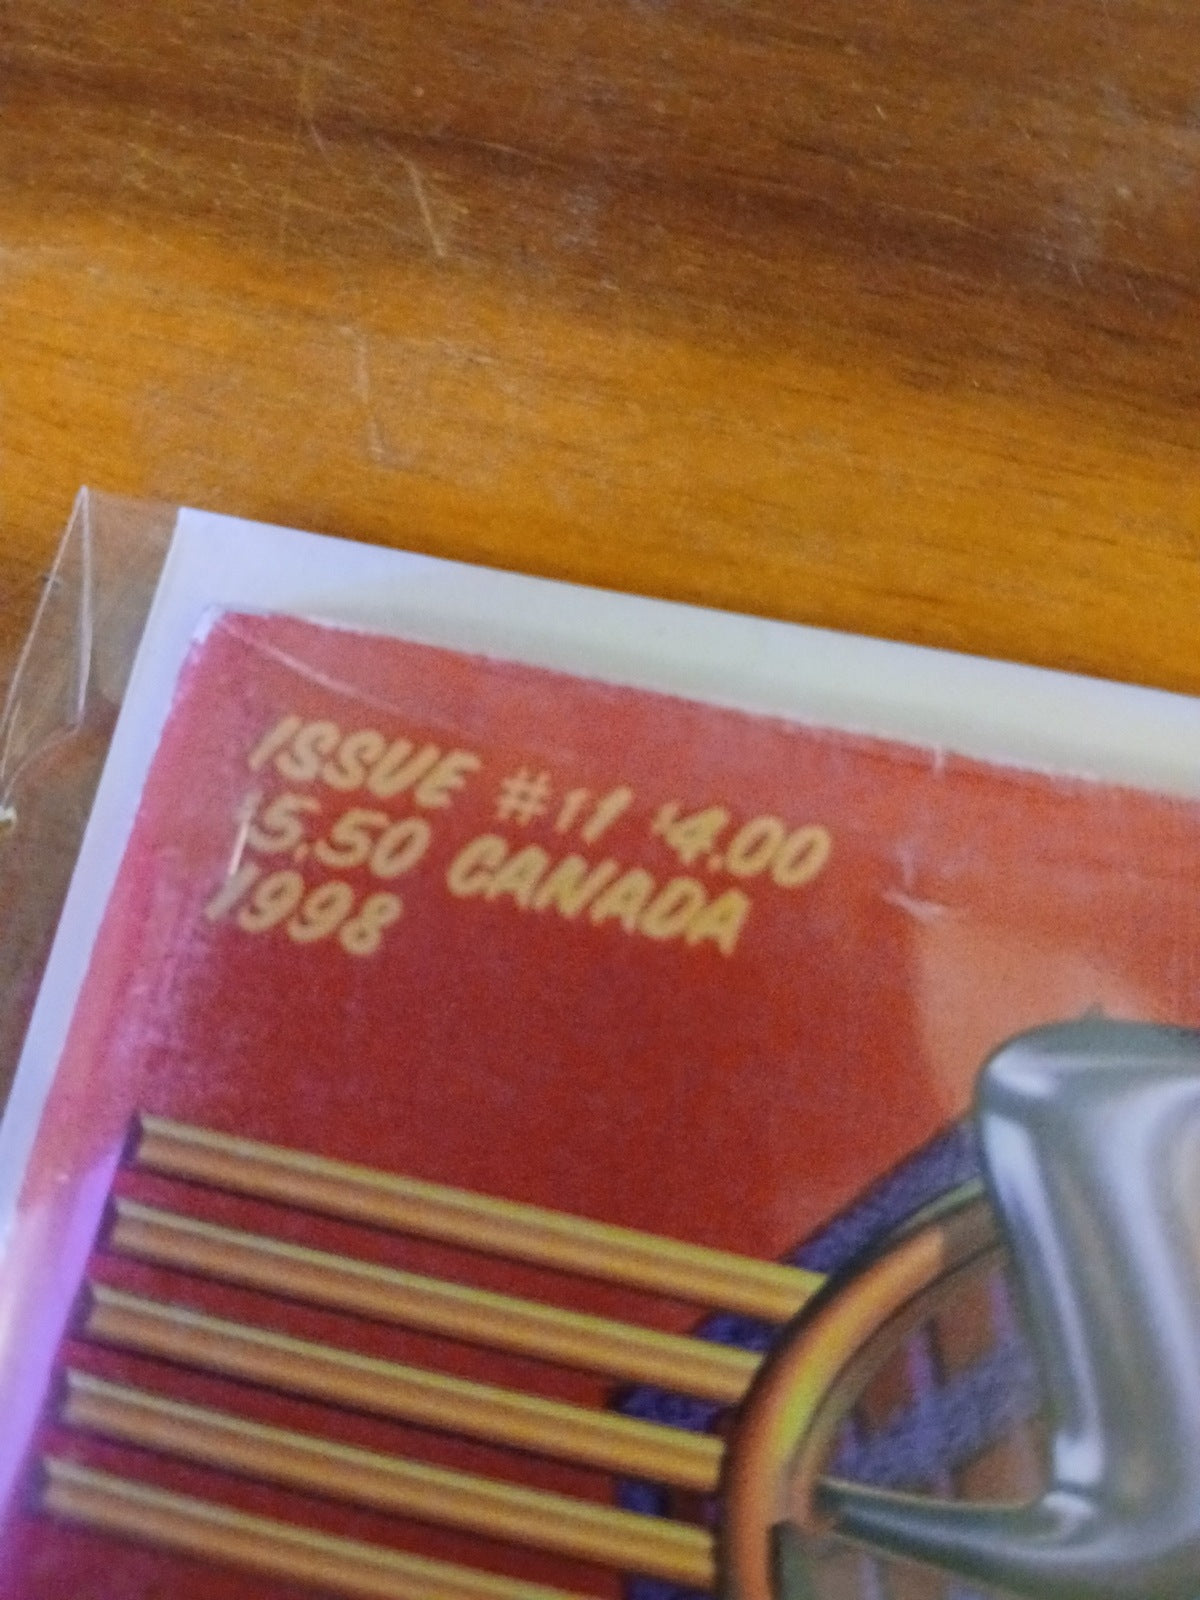 ISSUE #11 $4.00
$5.50 CANADA
1998